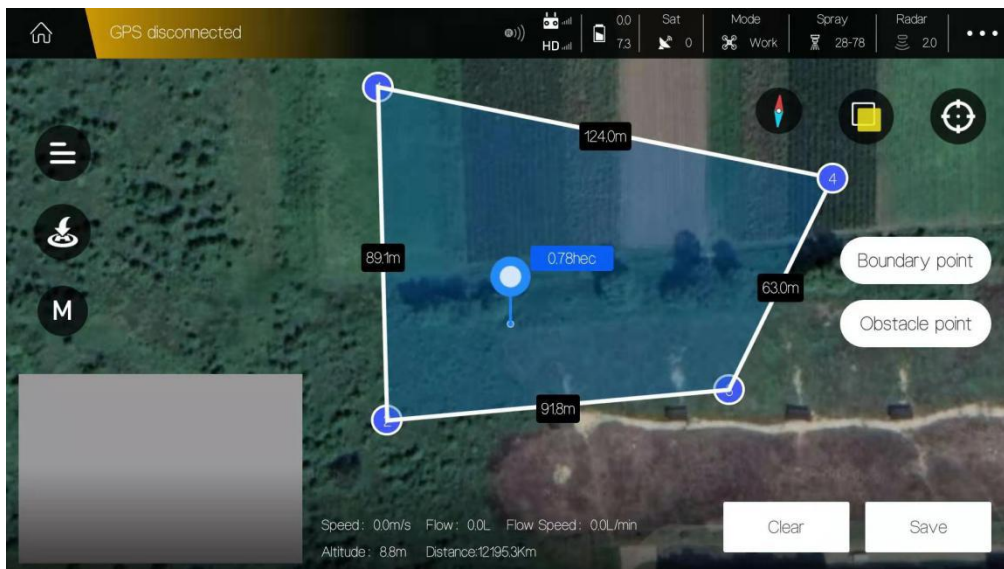 GPS disconnected
HD
0.0
7.3
Sat
0
Mode
Work
Spray
28-78
Radar
2.0
1
124.0m
4
89.1m
0.78hec
63.0m
Boundary point
Obstacle point
M
3
2
91.8m
Speed: 0.0m/s Flow: 0.0L Flow Speed: 0.0L/min
Altitude: 8.8m Distance:12195.3Km
Clear
Save